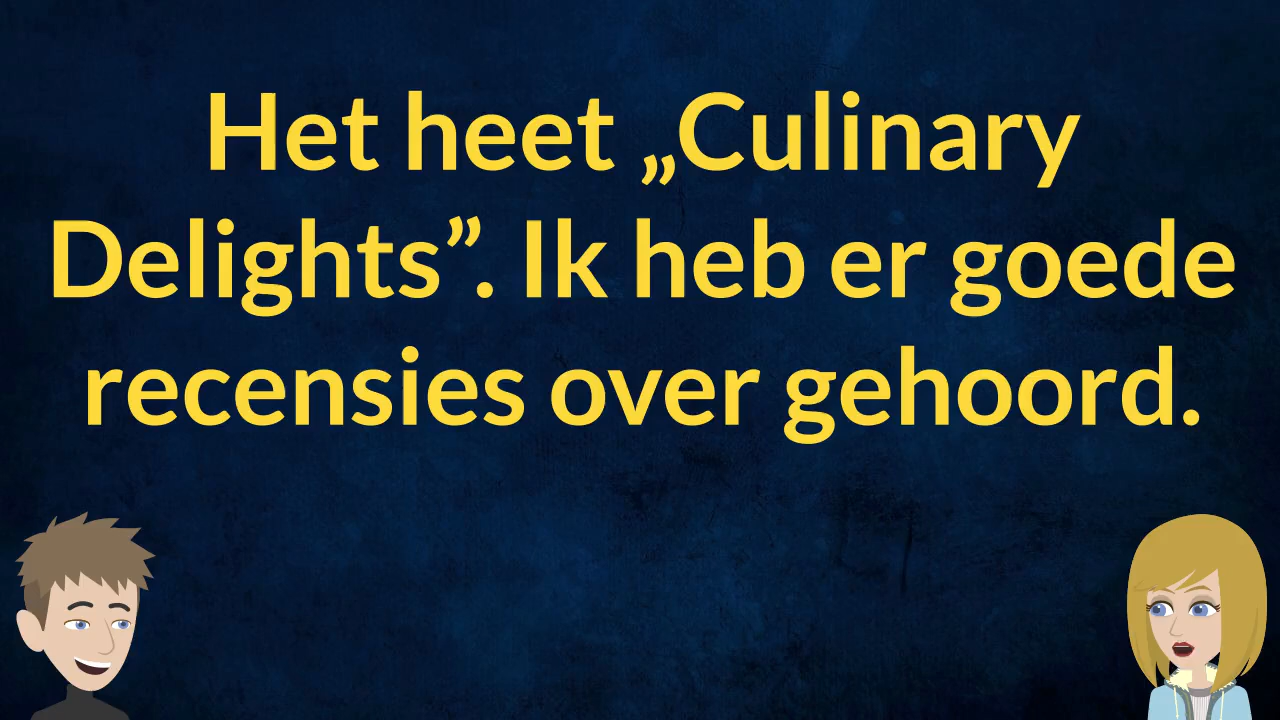 Het heet „Culinary
Delights”. Ik heb er goede
recensies over gehoord.